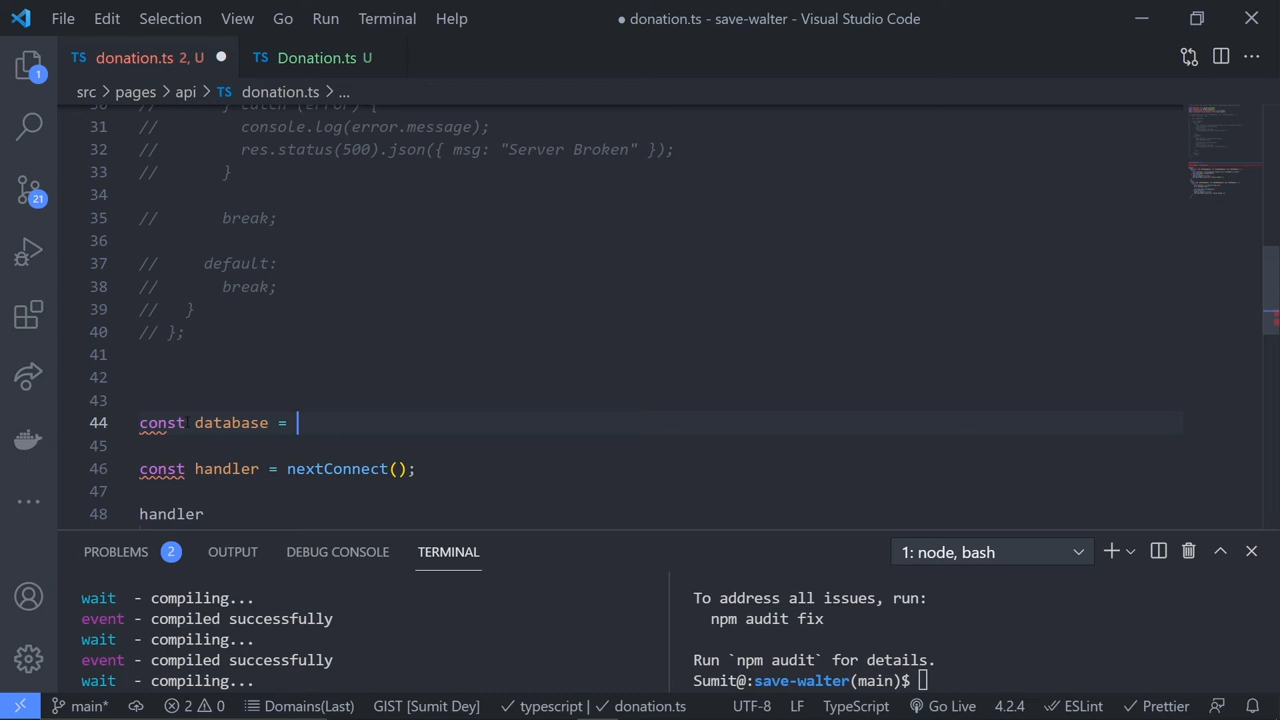 File Edit Selection View Go Run Terminal Help
● donation.ts - save-walter - Visual Studio Code
TS donation.ts 2, U ●
TS Donation.ts U
src > pages > api > TS donation.ts > ...
30 // } catch (error) {
31 // console.log(error.message);
32 // res.status(500).json({ msg: "Server Broken" });
33 // }
34
35 // break;
36
37 // default:
38 // break;
39 // }
40 // };
41
42
43
44 const database =
45
46 const handler = nextConnect();
47
48 handler
1
21
PROBLEMS 2 OUTPUT DEBUG CONSOLE TERMINAL
1: node, bash
wait - compiling...
event - compiled successfully
wait - compiling...
event - compiled successfully
wait - compiling...
To address all issues, run:
npm audit fix
Run `npm audit` for details.
Sumit@:save-walter(main)$
main* 2 0 Domains(Last) GIST [Sumit Dey] ✓ typescript | ✓ donation.ts UTF-8 LF TypeScript Go Live 4.2.4 ESLint Prettier